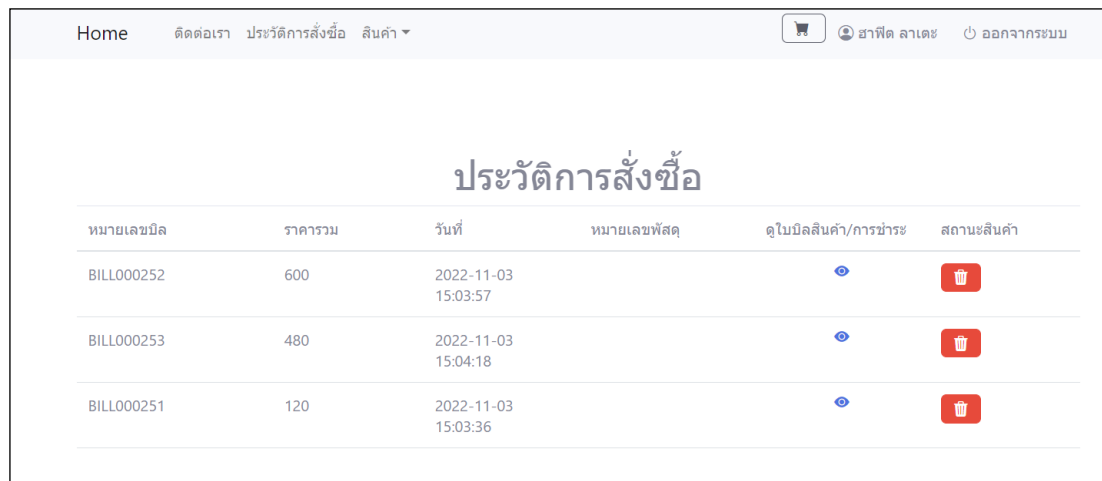 Home ติดต่อเรา ประวัติการสั่งซื้อ สินค้า ฮาฟิต ลาเตะ ออกจากระบบ
ประวัติการสั่งซื้อ
หมายเลขบิล ราคารวม วันที่ หมายเลขพัสดุ ดูใบบิลสินค้า/การชำระ สถานะสินค้า
BILL000252 600 2022-11-03
15:03:57
BILL000253 480 2022-11-03
15:04:18
BILL000251 120 2022-11-03
15:03:36